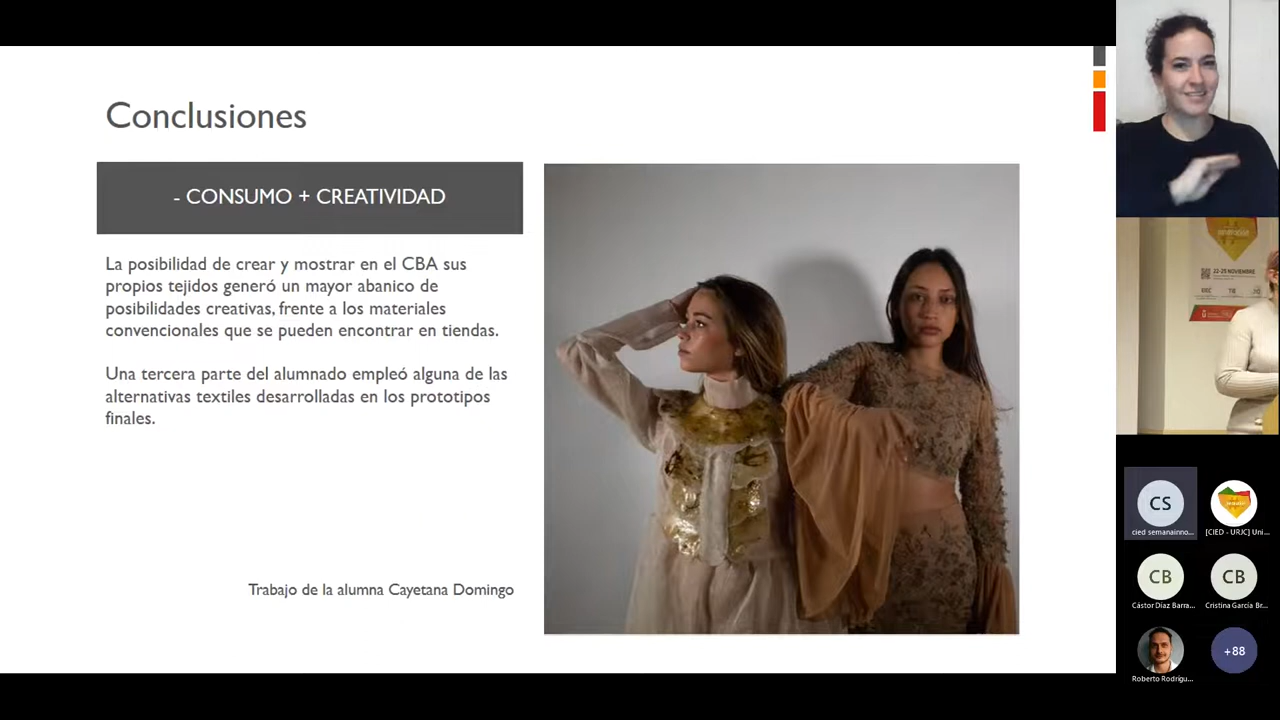 Conclusiones
- CONSUMO + CREATIVIDAD
La posibilidad de crear y mostrar en el CBA sus
propios tejidos generó un mayor abanico de
posibilidades creativas, frente a los materiales
convencionales que se pueden encontrar en tiendas.
Una tercera parte del alumnado empleó alguna de las
alternativas textiles desarrolladas en los prototipos
finales.
Trabajo de la alumna Cayetana Domingo
22-25 NOVIEMBRE
CS
cied semanainno...
[CIED - URJC] Uni...
CB
Cástor Díaz Barra...
CB
Cristina García Br...
Roberto Rodrígu...
+88